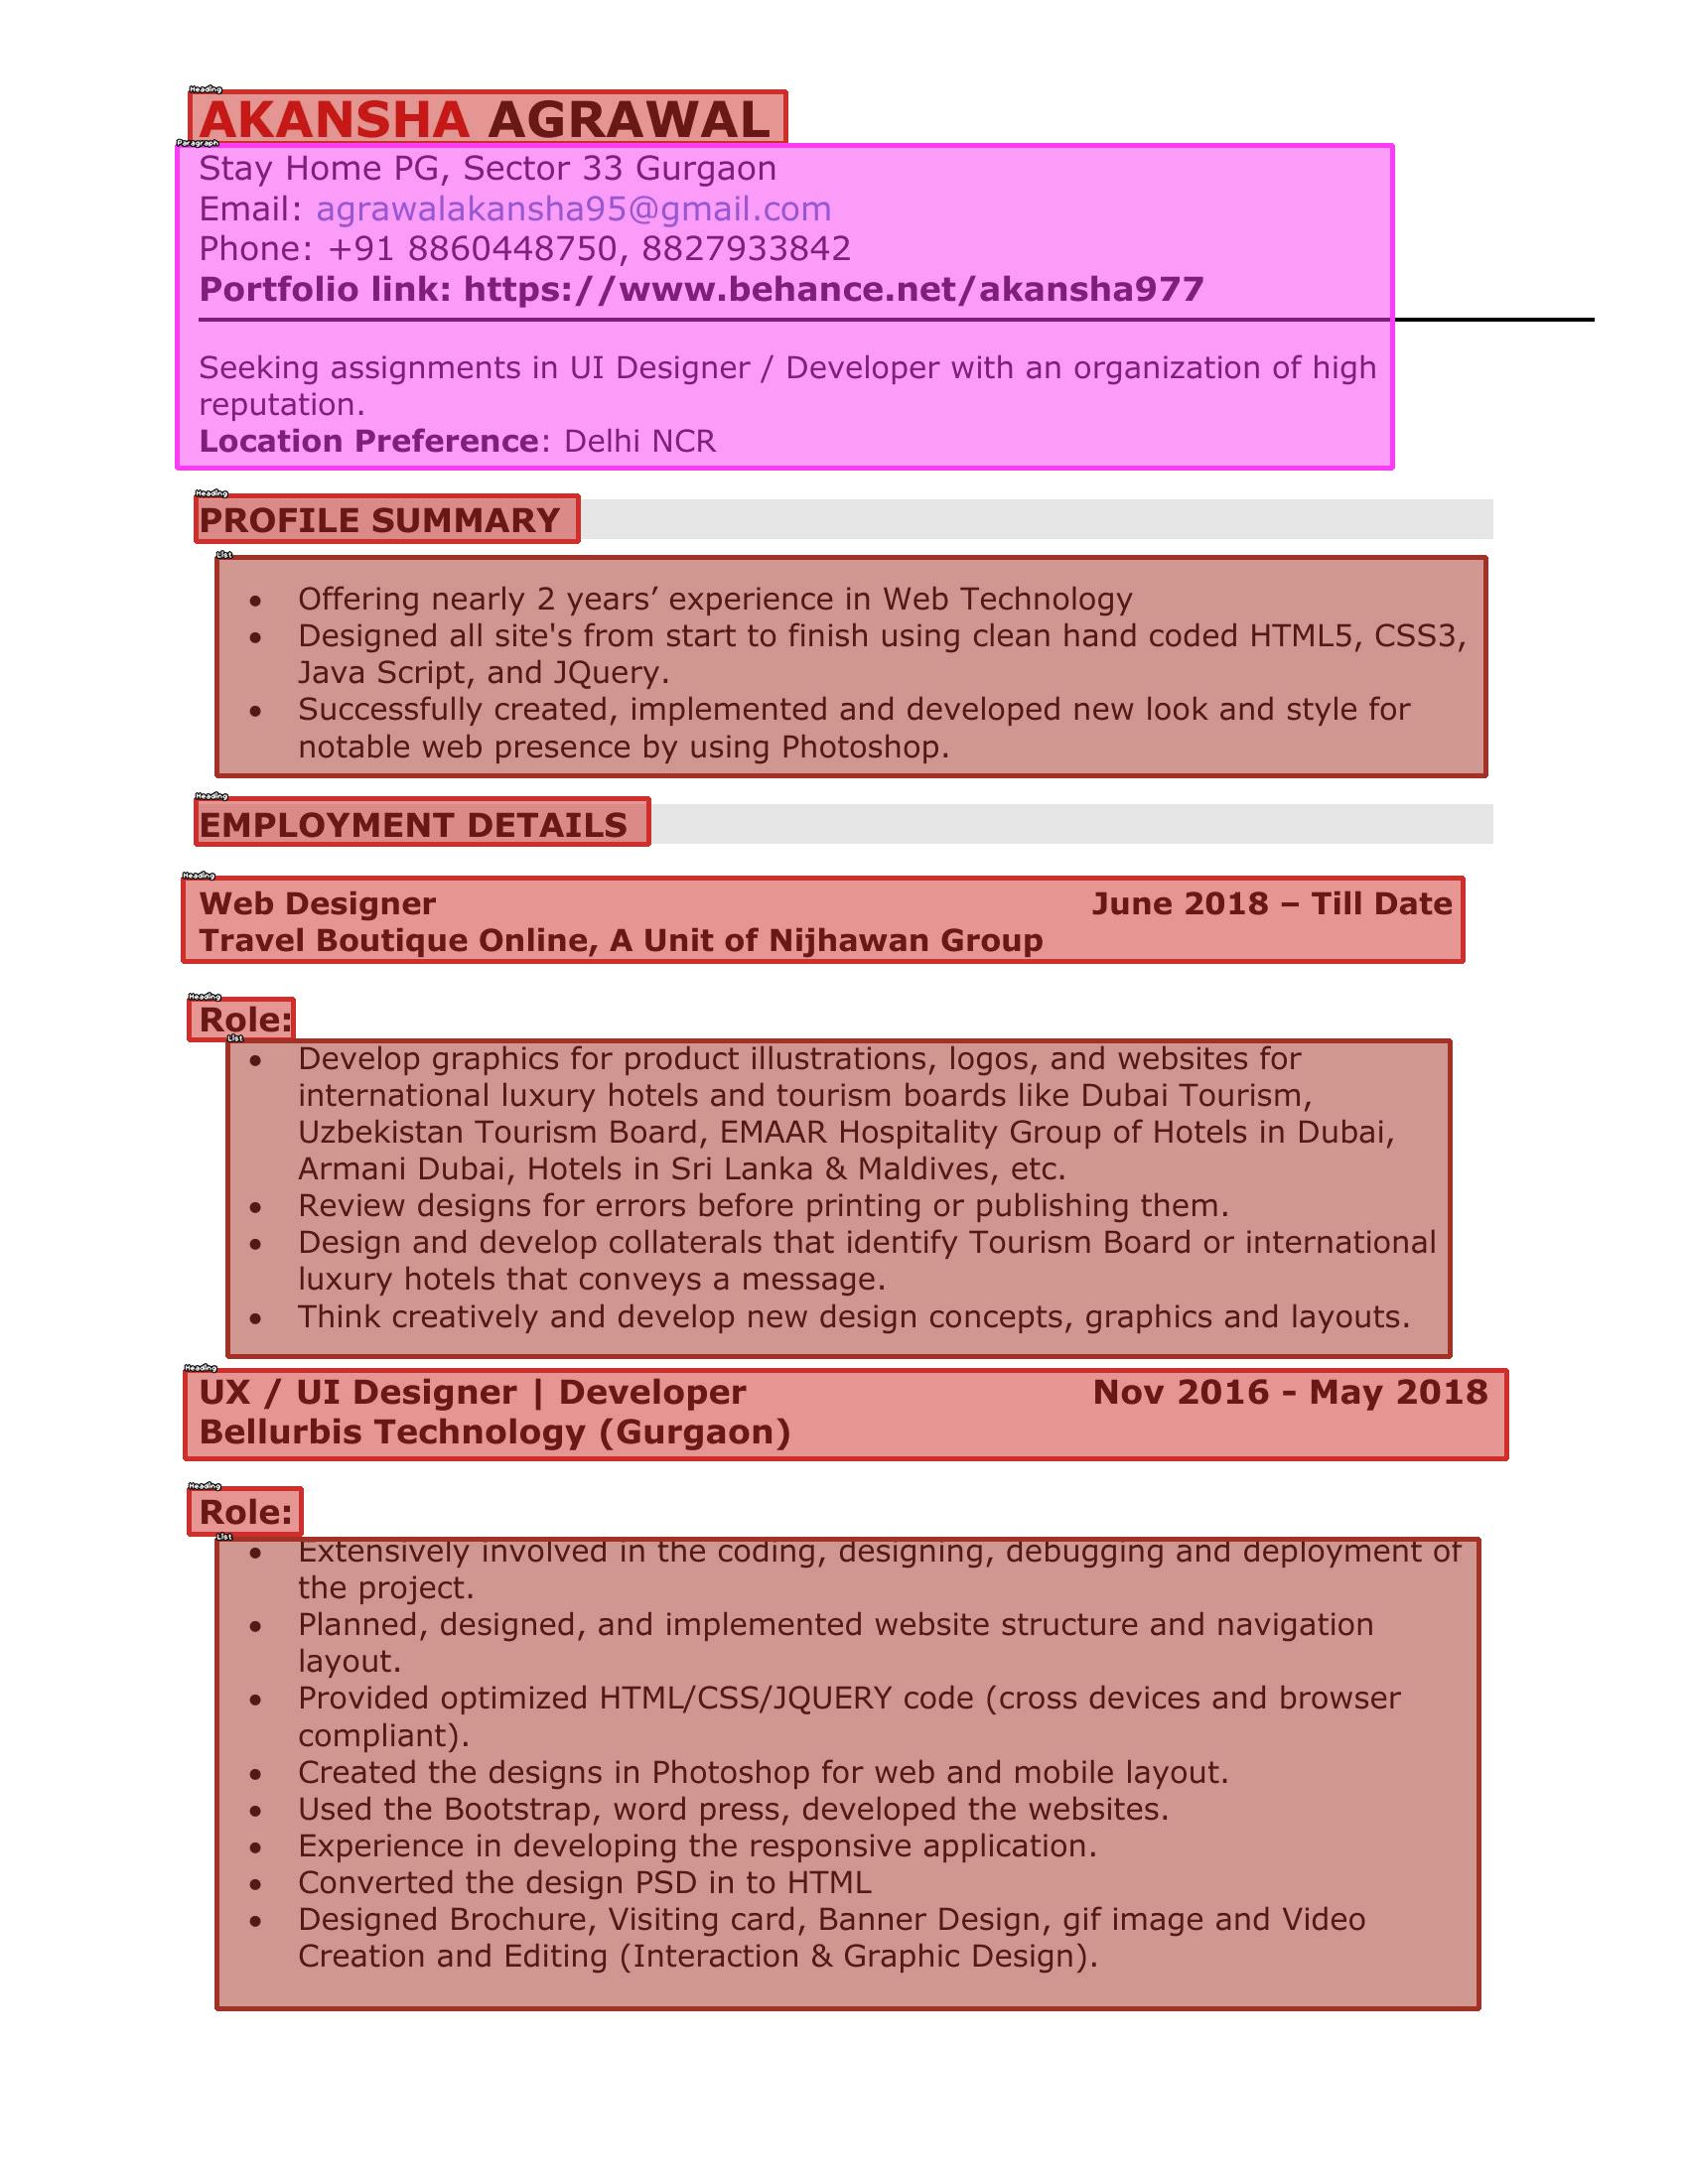 Heading
AKANSHA AGRAWAL
Paragraph
Stay Home PG, Sector 33 Gurgaon
Email: agrawalakansha95@gmail.com
Phone: +91 8860448750, 8827933842
Portfolio link: https://www.behance.net/akansha977
Seeking assignments in UI Designer / Developer with an organization of high
reputation.
Location Preference: Delhi NCR
Heading
PROFILE SUMMARY
List
• Offering nearly 2 years’ experience in Web Technology
• Designed all site's from start to finish using clean hand coded HTML5, CSS3,
Java Script, and JQuery.
• Successfully created, implemented and developed new look and style for
notable web presence by using Photoshop.
Heading
EMPLOYMENT DETAILS
Heading
Web Designer June 2018 – Till Date
Travel Boutique Online, A Unit of Nijhawan Group
Heading
Role:
List
• Develop graphics for product illustrations, logos, and websites for
international luxury hotels and tourism boards like Dubai Tourism,
Uzbekistan Tourism Board, EMAAR Hospitality Group of Hotels in Dubai,
Armani Dubai, Hotels in Sri Lanka & Maldives, etc.
• Review designs for errors before printing or publishing them.
• Design and develop collaterals that identify Tourism Board or international
luxury hotels that conveys a message.
• Think creatively and develop new design concepts, graphics and layouts.
Heading
UX / UI Designer | Developer Nov 2016 - May 2018
Bellurbis Technology (Gurgaon)
Heading
Role:
List
• Extensively involved in the coding, designing, debugging and deployment of
the project.
• Planned, designed, and implemented website structure and navigation
layout.
• Provided optimized HTML/CSS/JQUERY code (cross devices and browser
compliant).
• Created the designs in Photoshop for web and mobile layout.
• Used the Bootstrap, word press, developed the websites.
• Experience in developing the responsive application.
• Converted the design PSD in to HTML
• Designed Brochure, Visiting card, Banner Design, gif image and Video
Creation and Editing (Interaction & Graphic Design).